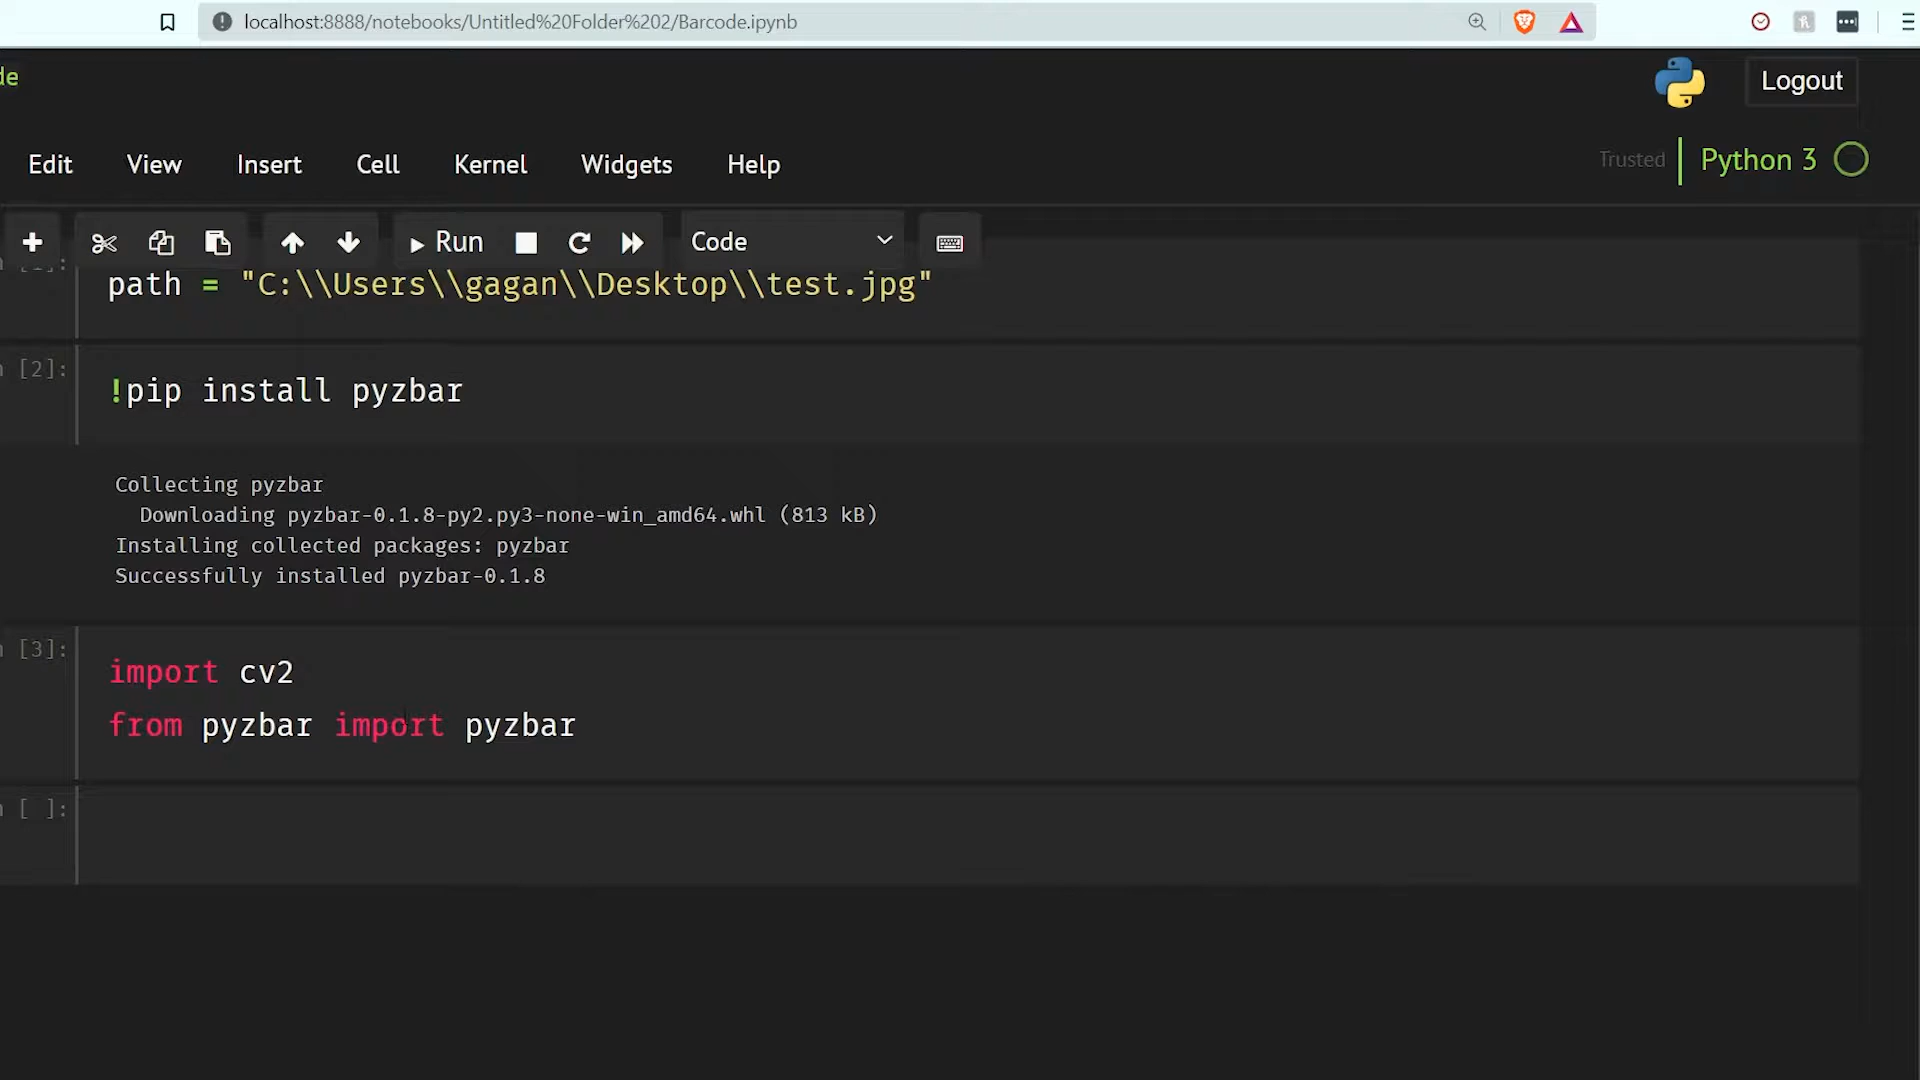 localhost:8888/notebooks/Untitled%20Folder%202/Barcode.ipynb
de
Logout
Edit View Insert Cell Kernel Widgets Help
Trusted Python 3
Run Code
n [1]:
path = "C:\\Users\\gagan\\Desktop\\test.jpg"
n [2]:
!pip install pyzbar
Collecting pyzbar
Downloading pyzbar-0.1.8-py2.py3-none-win_amd64.whl (813 kB)
Installing collected packages: pyzbar
Successfully installed pyzbar-0.1.8
n [3]:
import cv2
from pyzbar import pyzbar
n [ ]: